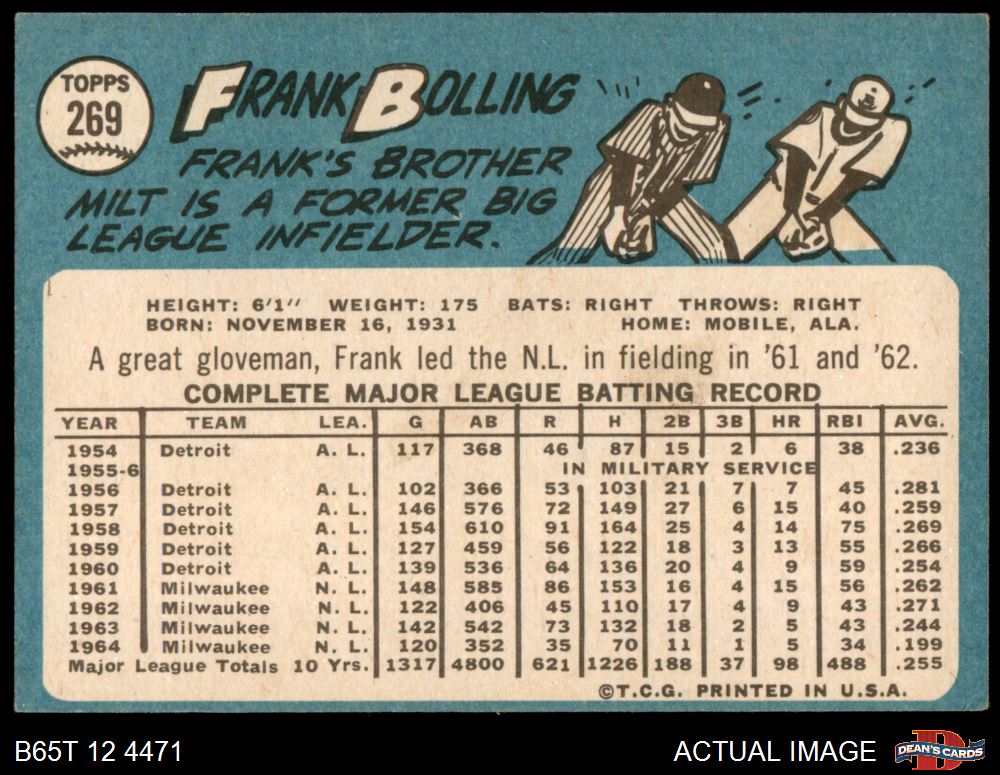 TOPPS
269
FRANK BOLLING
FRANK'S BROTHER
MILT IS A FORMER BIG
LEAGUE INFIELDER.
HEIGHT: 6'1" WEIGHT: 175 BATS: RIGHT THROWS: RIGHT
BORN: NOVEMBER 16, 1931 HOME: MOBILE, ALA.
A great gloveman, Frank led the N.L. in fielding in '61 and '62.
COMPLETE MAJOR LEAGUE BATTING RECORD
YEAR TEAM LEA. G AB R H 2B 3B HR RBI AVG.
1954 Detroit A. L. 117 368 46 87 15 2 6 38 .236
1955-6 IN MILITARY SERVICE
1956 Detroit A. L. 102 366 53 103 21 7 7 45 .281
1957 Detroit A. L. 146 576 72 149 27 6 15 40 .259
1958 Detroit A. L. 154 610 91 164 25 4 14 75 .269
1959 Detroit A. L. 127 459 56 122 18 3 13 55 .266
1960 Detroit A. L. 139 536 64 136 20 4 9 59 .254
1961 Milwaukee N. L. 148 585 86 153 16 4 15 56 .262
1962 Milwaukee N. L. 122 406 45 110 17 4 9 43 .271
1963 Milwaukee N. L. 142 542 73 132 18 2 5 43 .244
1964 Milwaukee N. L. 120 352 35 70 11 1 5 34 .199
Major League Totals 10 Yrs. 1317 4800 621 1226 188 37 98 488 .255
©T.C.G. PRINTED IN U.S.A.
B65T 12 4471
ACTUAL IMAGE
D
DEAN'S CARDS